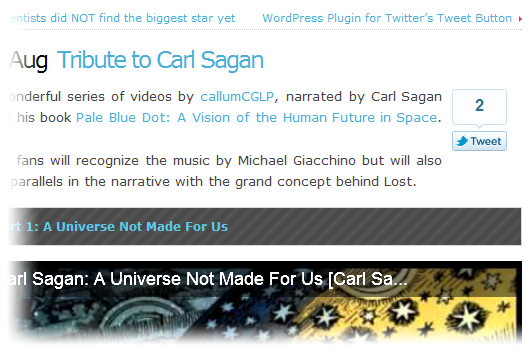 entists did NOT find the biggest star yet WordPress Plugin for Twitter's Tweet Button
Aug Tribute to Carl Sagan
onderful series of videos by callumCGLP, narrated by Carl Sagan
his book Pale Blue Dot: A Vision of the Human Future in Space.
2
Tweet
fans will recognize the music by Michael Giacchino but will also
parallels in the narrative with the grand concept behind Lost.
rt 1: A Universe Not Made For Us
arl Sagan: A Universe Not Made For Us [Carl Sa...